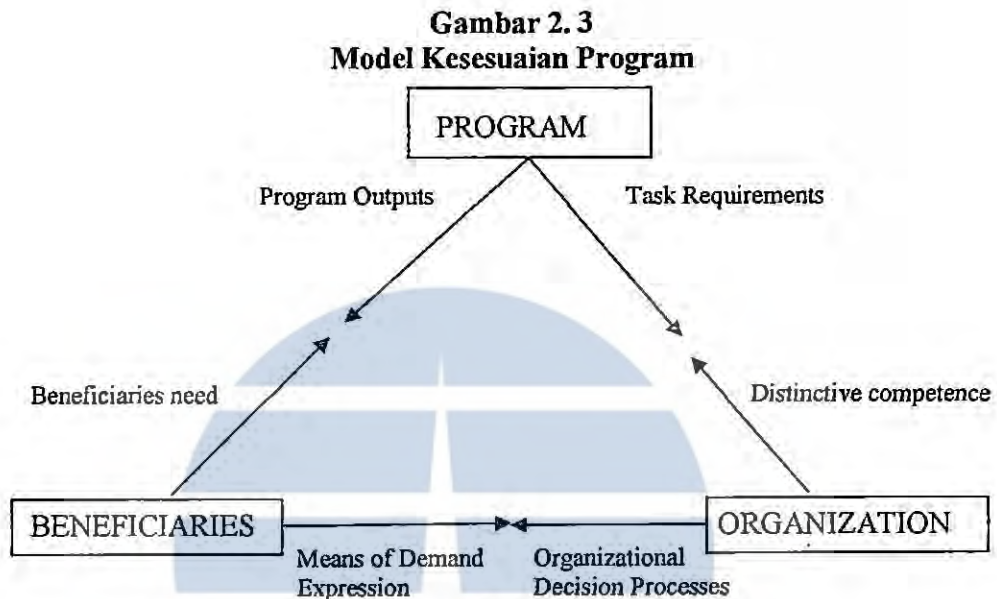 Gambar 2. 3
Model Kesesuaian Program
PROGRAM
Program Outputs
Task Requirements
Beneficiaries need
Distinctive competence
BENEFICIARIES
ORGANIZATION
Means of Demand
Expression
Organizational
Decision Processes